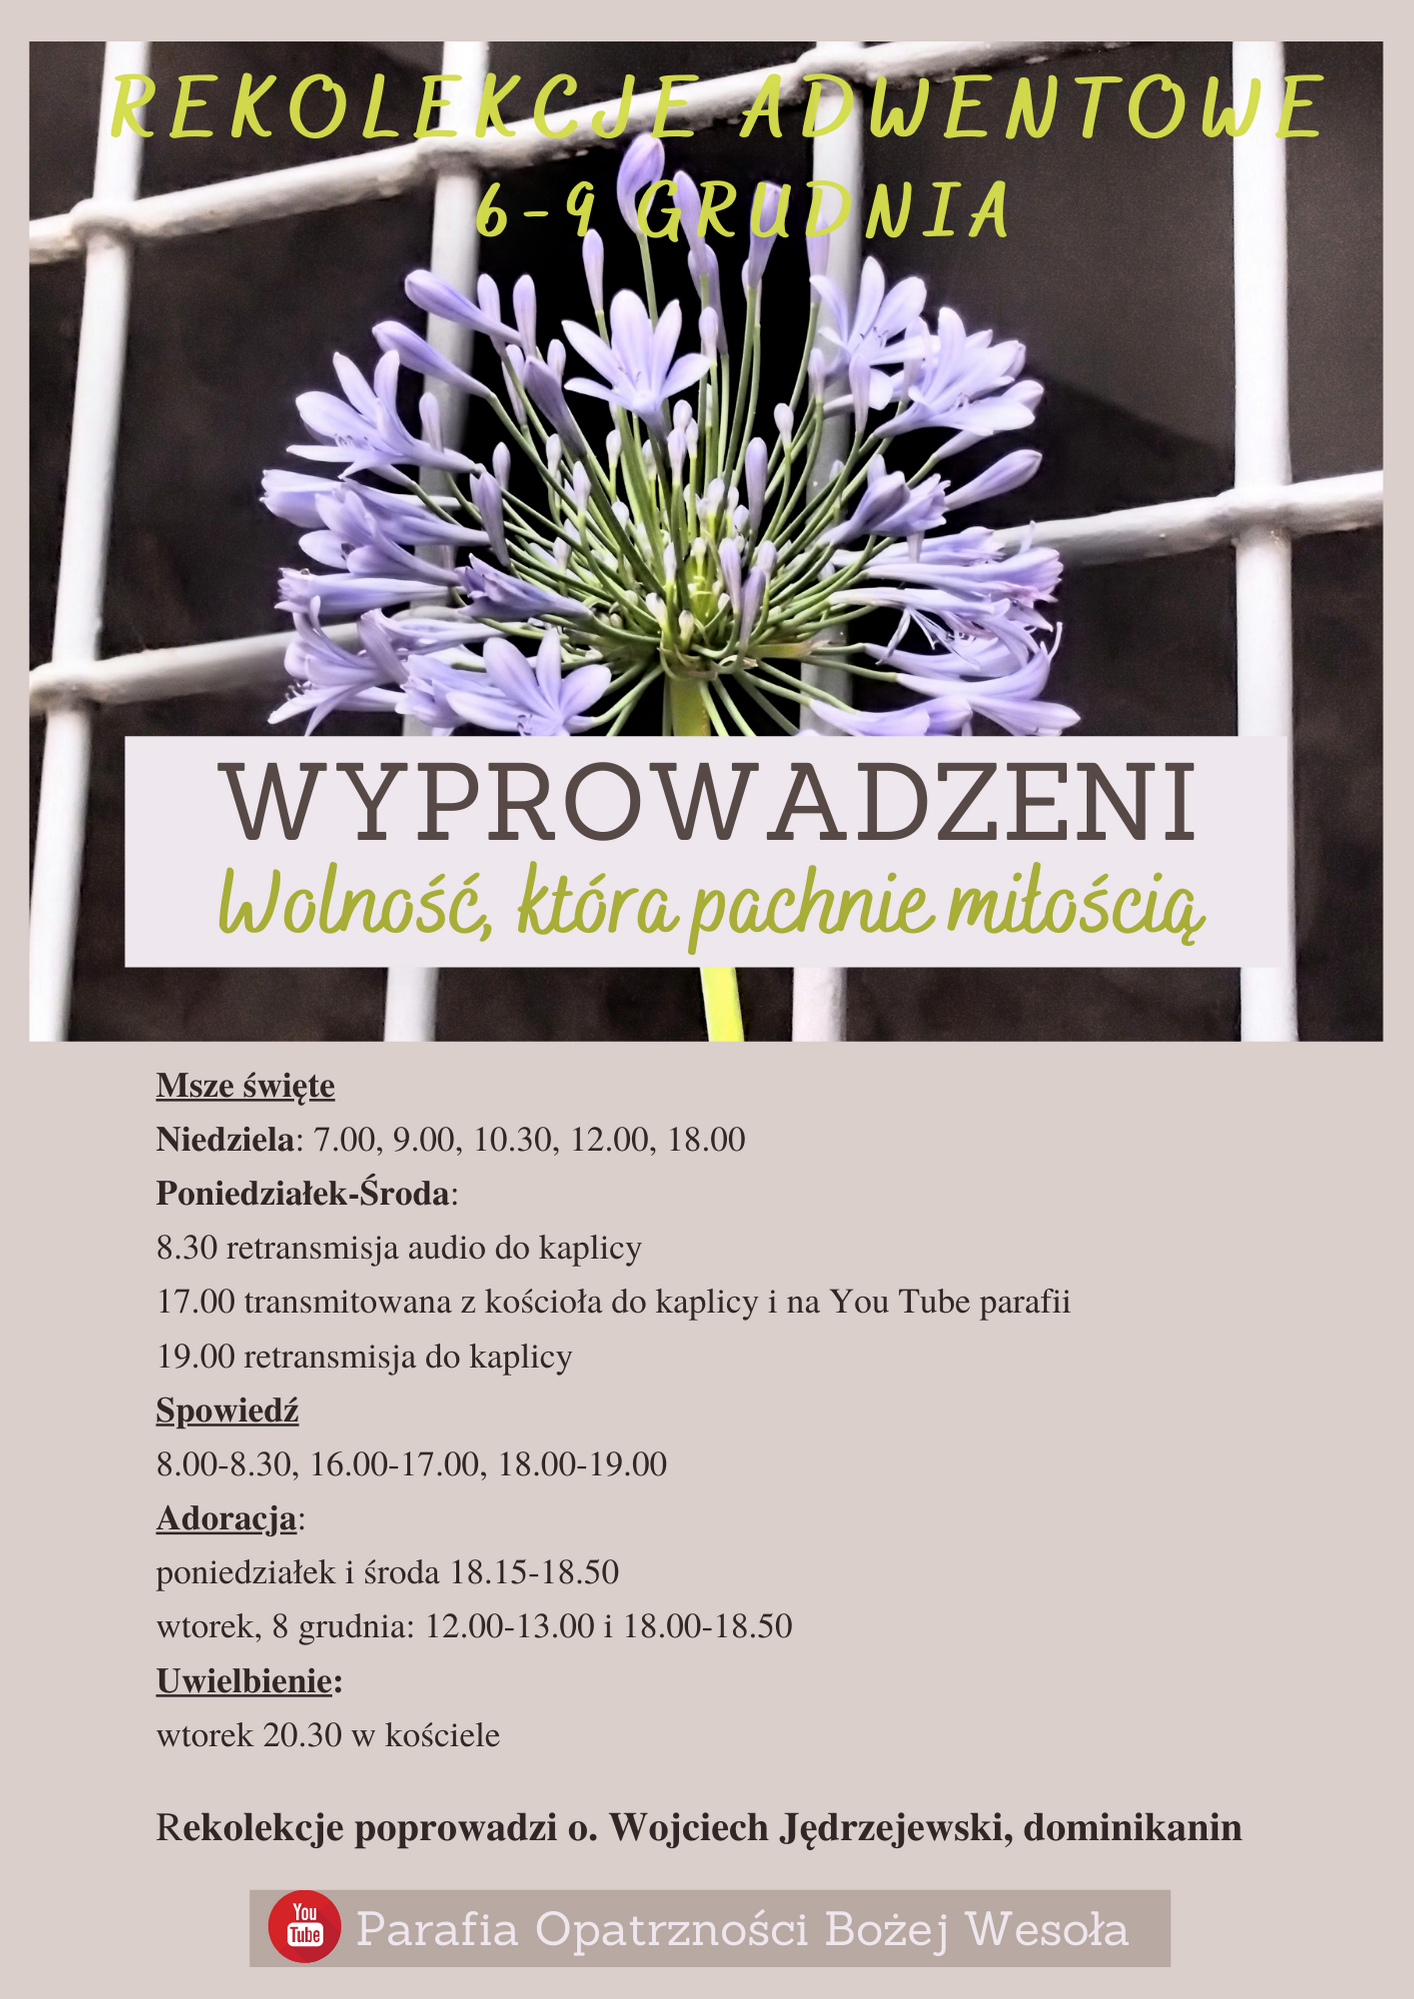 REKOLEKCJE ADWENTOWE
6-9 GRUDNIA
WYPROWADZENI
Wolność, która pachnie miłością
Msze święte
Niedziela: 7.00, 9.00, 10.30, 12.00, 18.00
Poniedziałek-Środa:
8.30 retransmisja audio do kaplicy
17.00 transmitowana z kościoła do kaplicy i na You Tube parafii
19.00 retransmisja do kaplicy
Spowiedź
8.00-8.30, 16.00-17.00, 18.00-19.00
Adoracja:
poniedziałek i środa 18.15-18.50
wtorek, 8 grudnia: 12.00-13.00 i 18.00-18.50
Uwielbienie:
wtorek 20.30 w kościele
Rekolekcje poprowadzi o. Wojciech Jędrzejewski, dominikanin
You Tube Parafia Opatrzności Bożej Wesoła